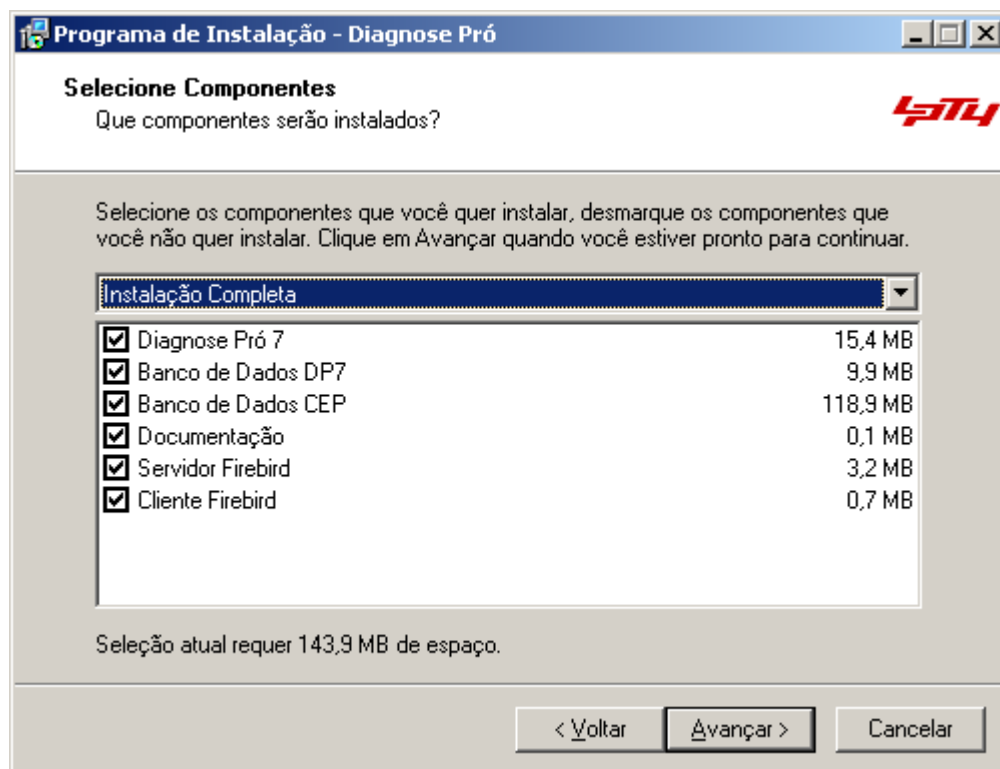 Programa de Instalação - Diagnose Pró
Selecione Componentes
Que componentes serão instalados?
Selecione os componentes que você quer instalar, desmarque os componentes que
você não quer instalar. Clique em Avançar quando você estiver pronto para continuar.
Instalação Completa
Diagnose Pró 7 15,4 MB
Banco de Dados DP7 9,9 MB
Banco de Dados CEP 118,9 MB
Documentação 0,1 MB
Servidor Firebird 3,2 MB
Cliente Firebird 0,7 MB
Seleção atual requer 143,9 MB de espaço.
< Voltar Avançar > Cancelar